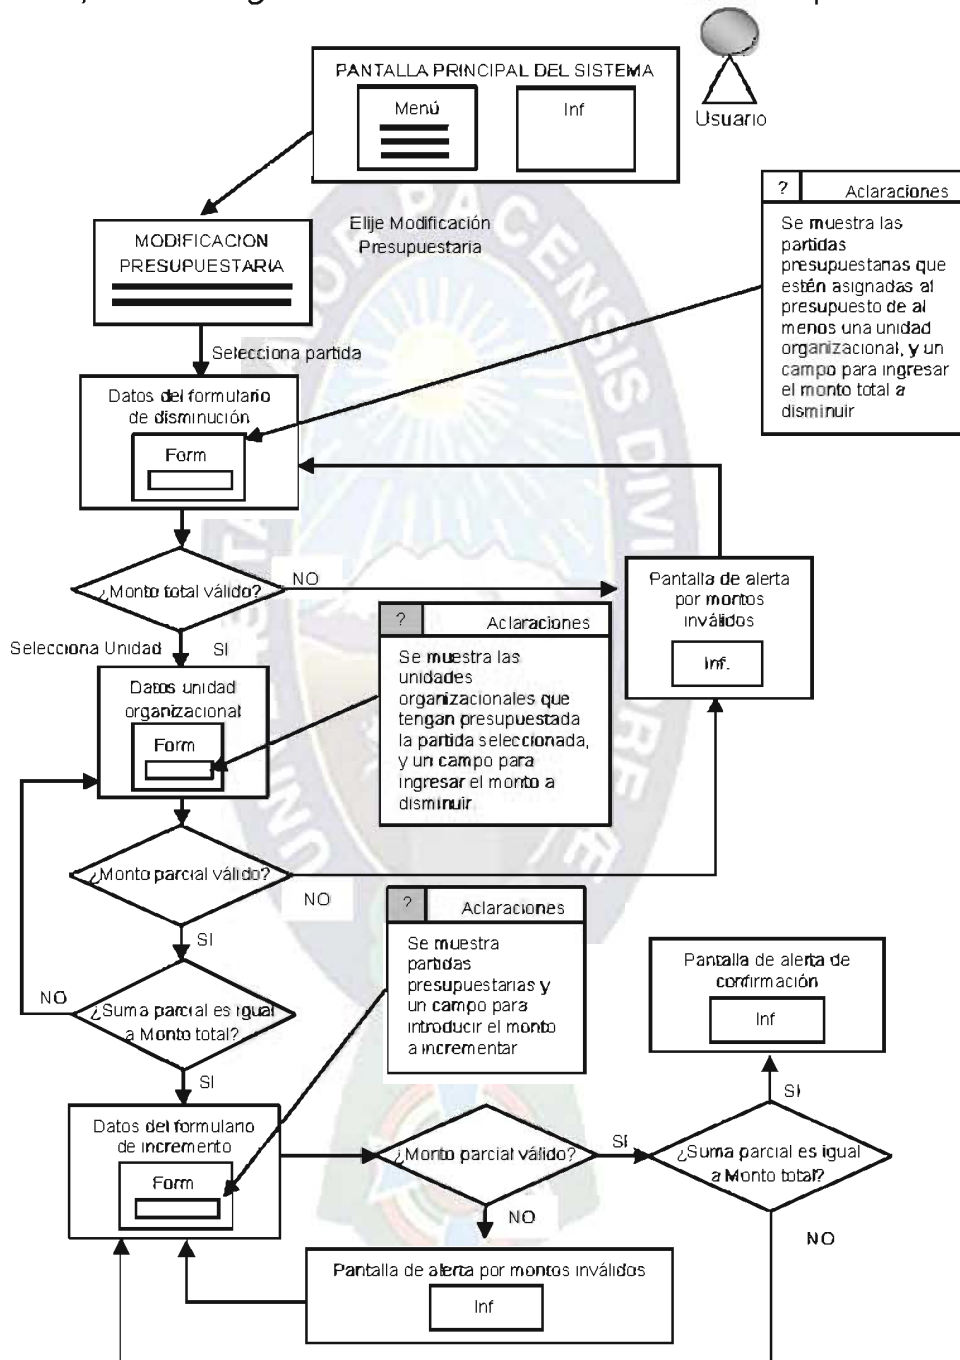 PANTALLA PRINCIPAL DEL SISTEMA
Menú
Inf
Usuario
Elije Modificación
Presupuestaria
MODIFICACION
PRESUPUESTARIA
? Aclaraciones
Se muestra las
partidas
presupuestarias que
estén asignadas al
presupuesto de al
menos una unidad
organizacional, y un
campo para ingresar
el monto total a
disminuir
Selecciona partida
Datos del formulario
de disminución
Form
¿Monto total válido?
NO
Pantalla de alerta
por montos
inválidos
Inf.
Selecciona Unidad
SI
Datos unidad
organizacional
Form
? Aclaraciones
Se muestra las
unidades
organizacionales que
tengan presupuestada
la partida seleccionada,
y un campo para
ingresar el monto a
disminuir
¿Monto parcial válido?
NO
SI
¿Suma parcial es igual
a Monto total?
NO
SI
? Aclaraciones
Se muestra
partidas
presupuestarias y
un campo para
introducir el monto
a incrementar
Pantalla de alerta de
confirmación
Inf
SI
Datos del formulario
de incremento
Form
¿Monto parcial válido?
SI
¿Suma parcial es igual
a Monto total?
NO
NO
Pantalla de alerta por montos inválidos
Inf